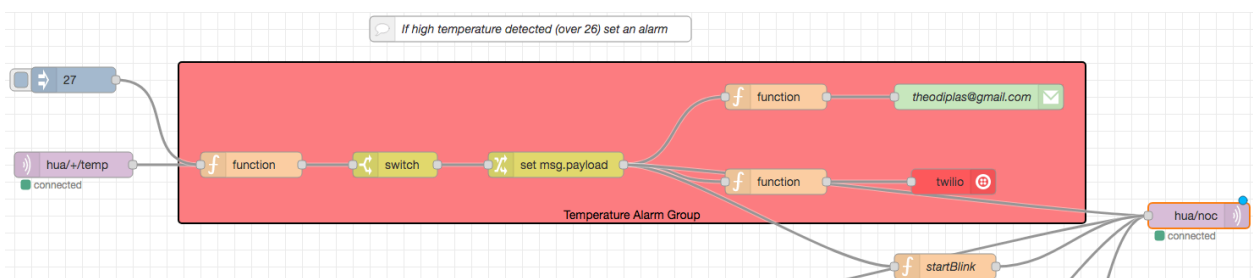 If high temperature detected (over 26) set an alarm
27
function
theodiplas@gmail.com
hua/+/temp
connected
function
switch
set msg.payload
function
twilio
Temperature Alarm Group
hua/noc
connected
startBlink